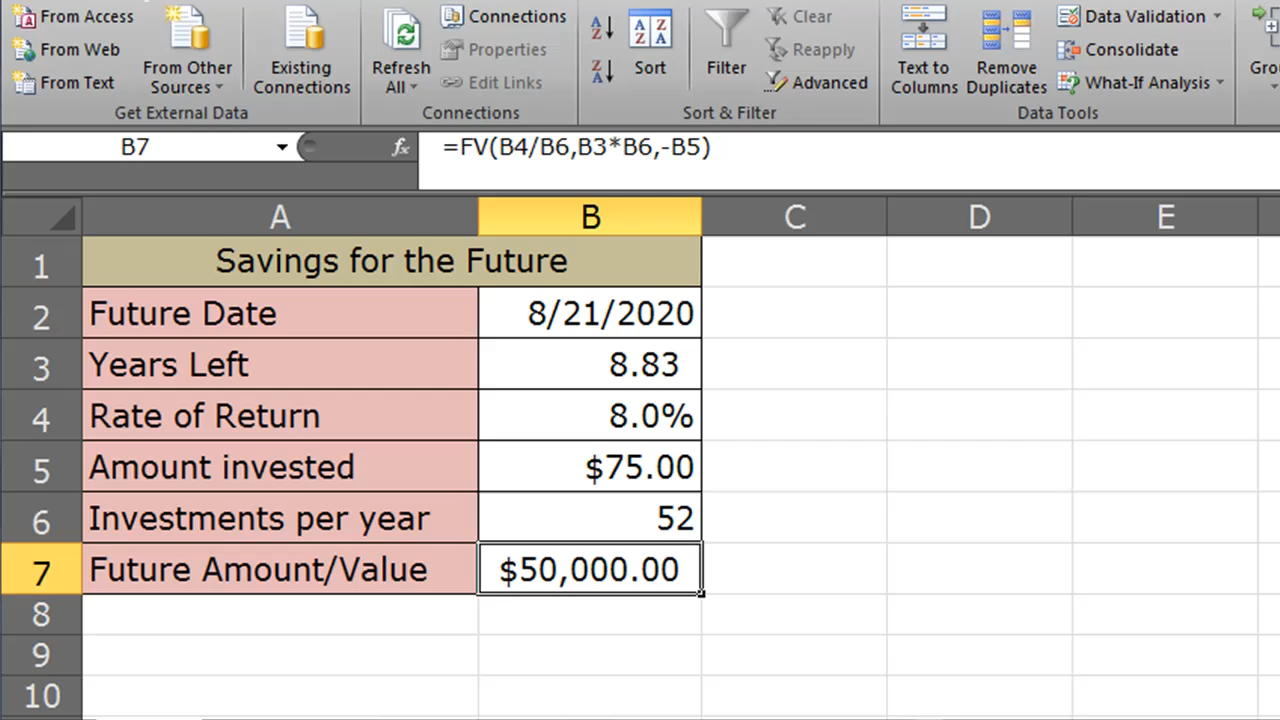 From Access
From Web
From Text
From Other
Sources
Get External Data
Existing
Connections
Refresh
All
Connections
Properties
Edit Links
Connections
Sort
Filter
Clear
Reapply
Advanced
Sort & Filter
Text to
Columns
Remove
Duplicates
Data Validation
Consolidate
What-If Analysis
Data Tools
B7 fx =FV(B4/B6,B3*B6,-B5)
A B C D E
1 Savings for the Future
2 Future Date 8/21/2020
3 Years Left 8.83
4 Rate of Return 8.0%
5 Amount invested $75.00
6 Investments per year 52
7 Future Amount/Value $50,000.00
8
9
10